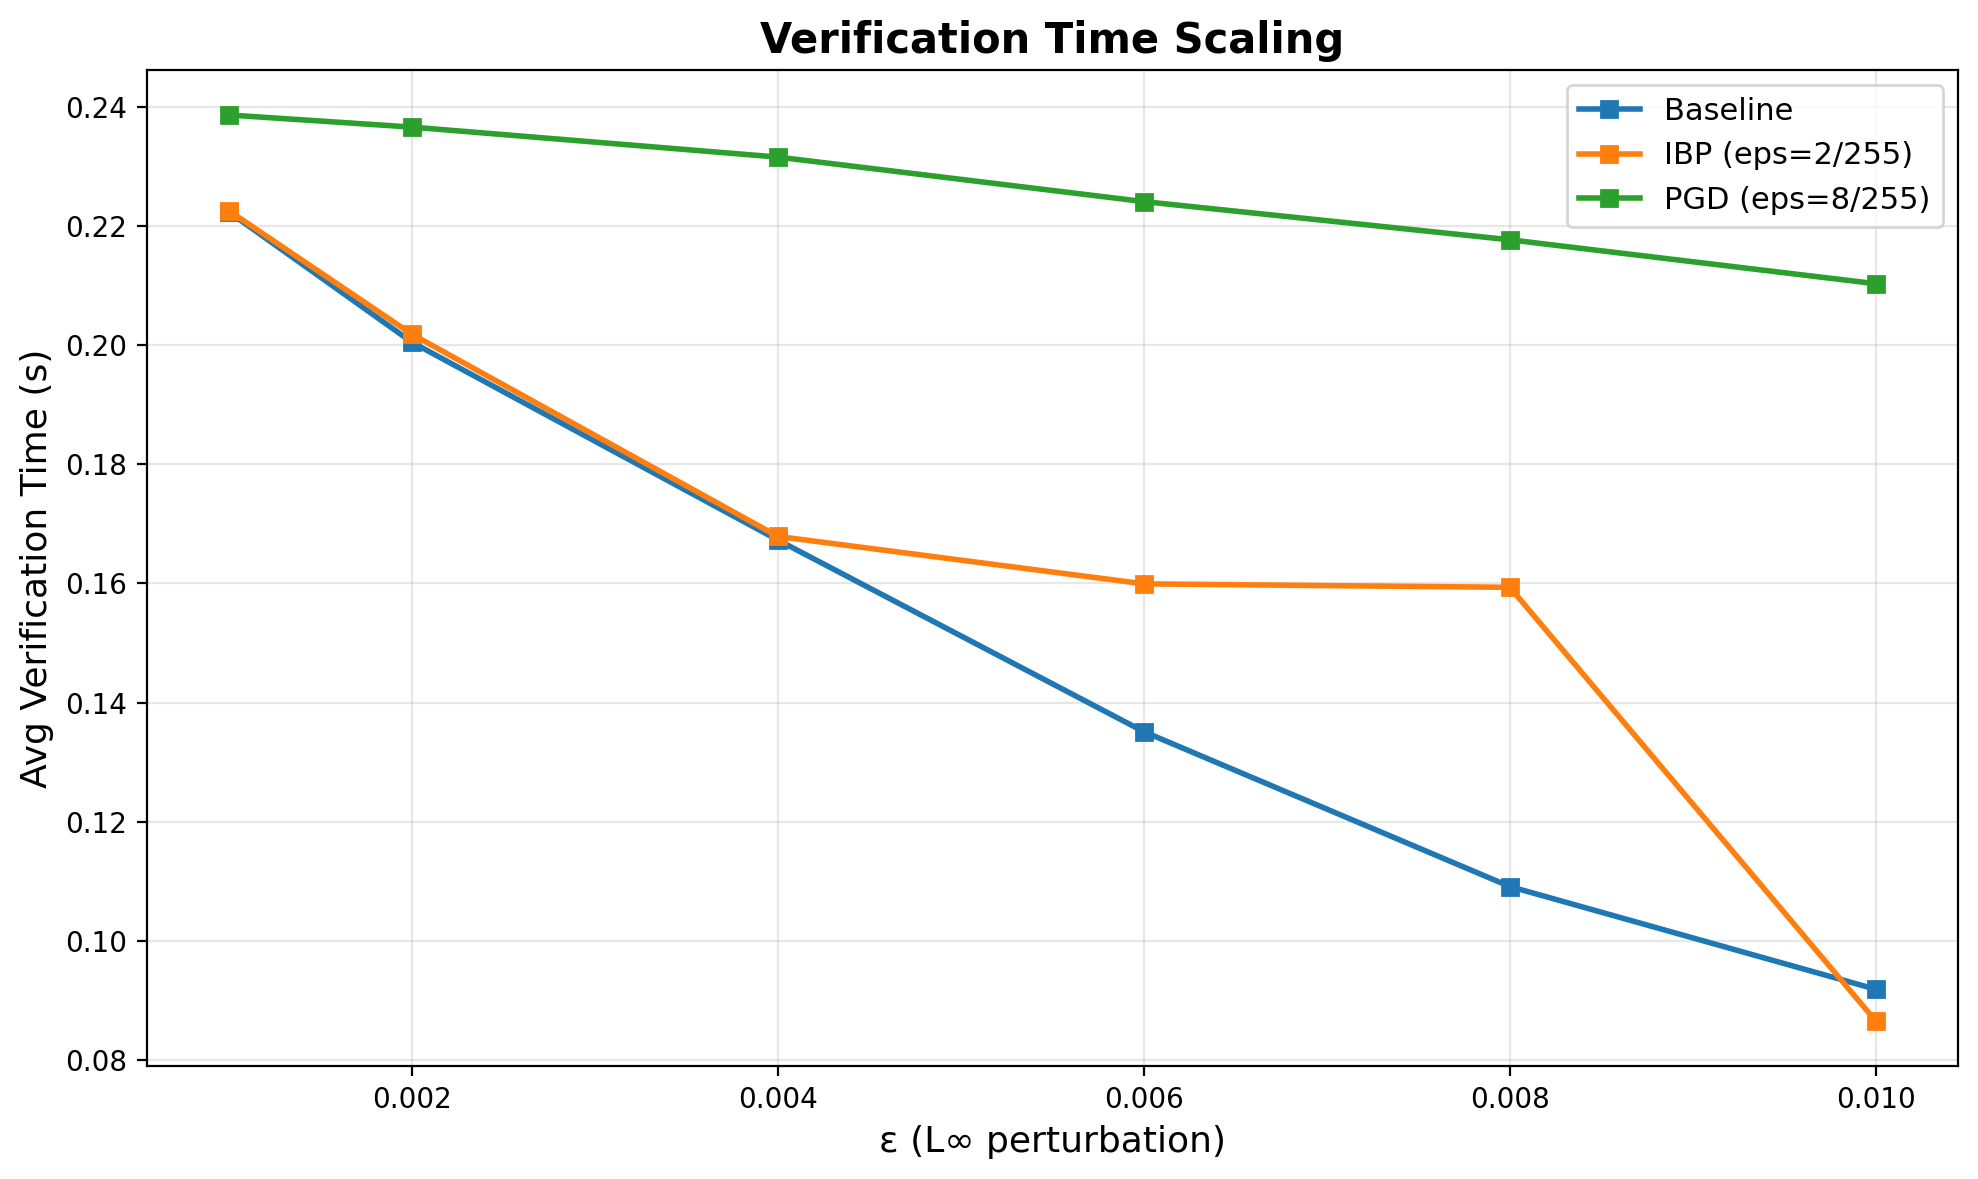 Verification Time Scaling
Avg Verification Time (s)
0.24
0.22
0.20
0.18
0.16
0.14
0.12
0.10
0.08
Baseline
IBP (eps=2/255)
PGD (eps=8/255)
0.002 0.004 0.006 0.008 0.010
ε (L∞ perturbation)